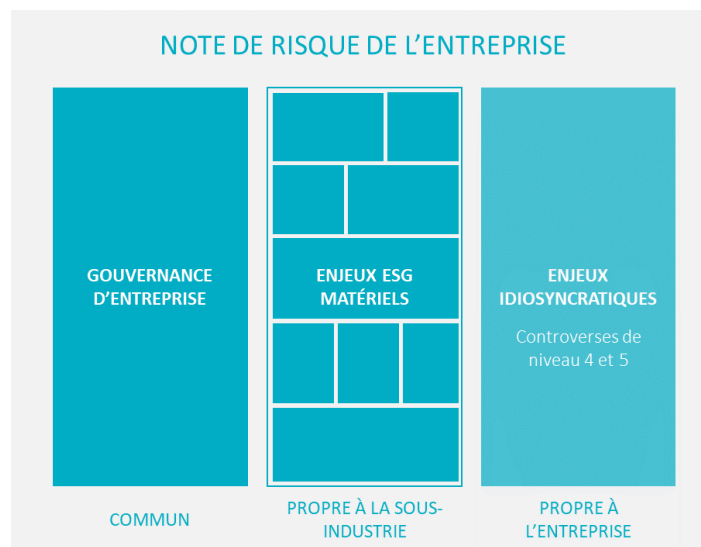 NOTE DE RISQUE DE L’ENTREPRISE
GOUVERNANCE
D’ENTREPRISE
COMMUN
ENJEUX ESG
MATÉRIELS
PROPRE À LA SOUS-
INDUSTRIE
ENJEUX
IDIOSYNCRATIQUES
Controverses de
niveau 4 et 5
PROPRE À
L’ENTREPRISE